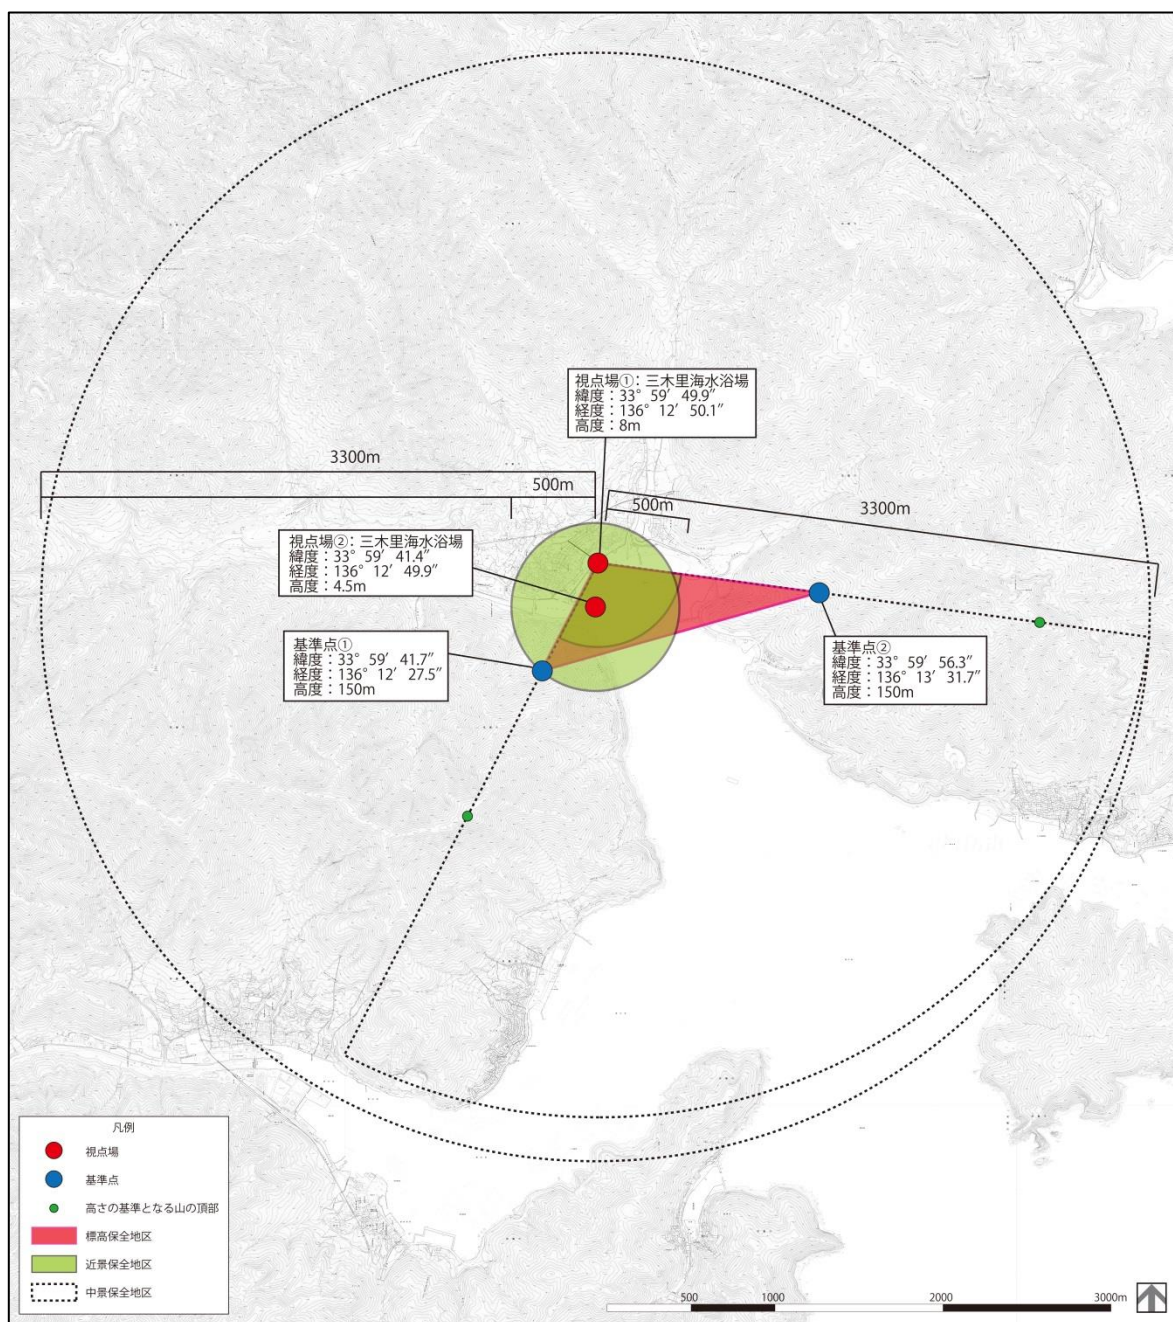 視点場①：三木里海水浴場
緯度：33° 59′ 49.9″
経度：136° 12′ 50.1″
高度：8m
3300m
500m
500m
3300m
視点場②：三木里海水浴場
緯度：33° 59′ 41.4″
経度：136° 12′ 49.9″
高度：4.5m
基準点①
緯度：33° 59′ 41.7″
経度：136° 12′ 27.5″
高度：150m
基準点②
緯度：33° 59′ 56.3″
経度：136° 13′ 31.7″
高度：150m
凡例
視点場
基準点
高さの基準となる山の頂部
標高保全地区
近景保全地区
中景保全地区
500 1000 2000 3000m